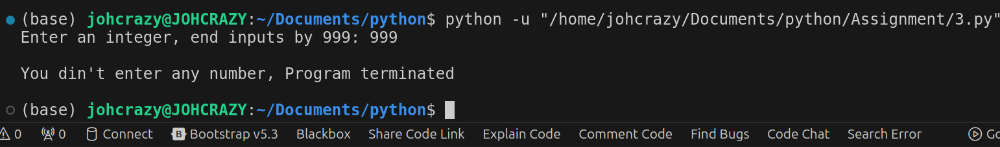 (base) johcrazy@JOHCRAZY:~/Documents/python$ python -u "/home/johcrazy/Documents/python/Assignment/3.py"
Enter an integer, end inputs by 999: 999
You din't enter any number, Program terminated
(base) johcrazy@JOHCRAZY:~/Documents/python$
0 0 Connect B Bootstrap v5.3 Blackbox Share Code Link Explain Code Comment Code Find Bugs Code Chat Search Error Go